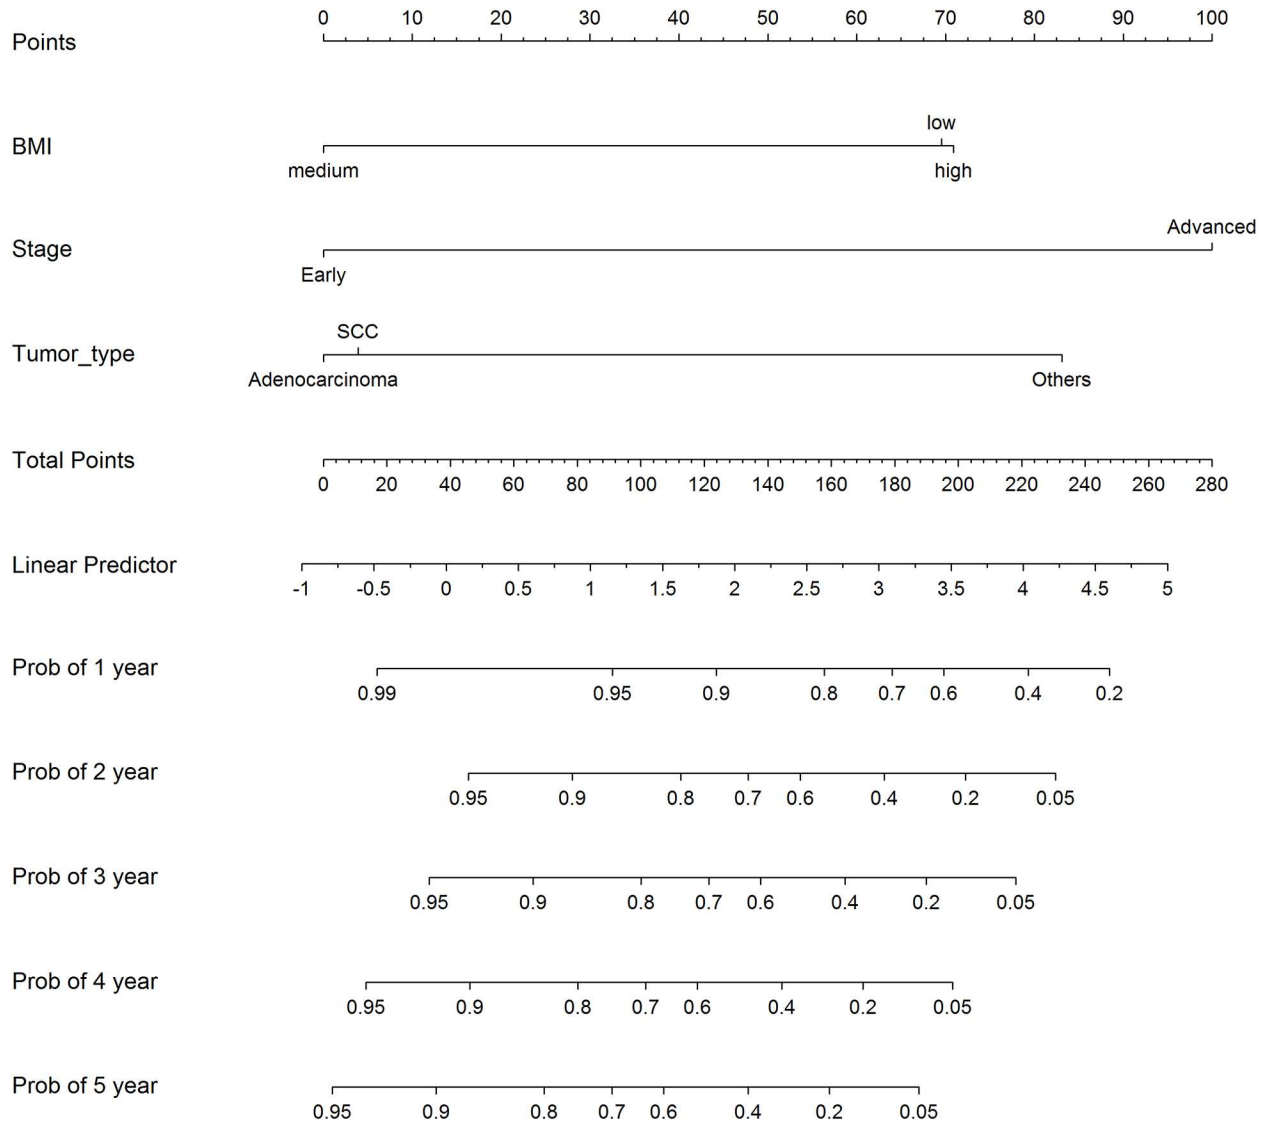 Points 0 10 20 30 40 50 60 70 80 90 100
low
BMI
medium high
Advanced
Stage
Early
SCC
Tumor_type
Adenocarcinoma Others
Total Points
0 20 40 60 80 100 120 140 160 180 200 220 240 260 280
Linear Predictor
-1 -0.5 0 0.5 1 1.5 2 2.5 3 3.5 4 4.5 5
Prob of 1 year
0.99 0.95 0.9 0.8 0.7 0.6 0.4 0.2
Prob of 2 year
0.95 0.9 0.8 0.7 0.6 0.4 0.2 0.05
Prob of 3 year
0.95 0.9 0.8 0.7 0.6 0.4 0.2 0.05
Prob of 4 year
0.95 0.9 0.8 0.7 0.6 0.4 0.2 0.05
Prob of 5 year
0.95 0.9 0.8 0.7 0.6 0.4 0.2 0.05